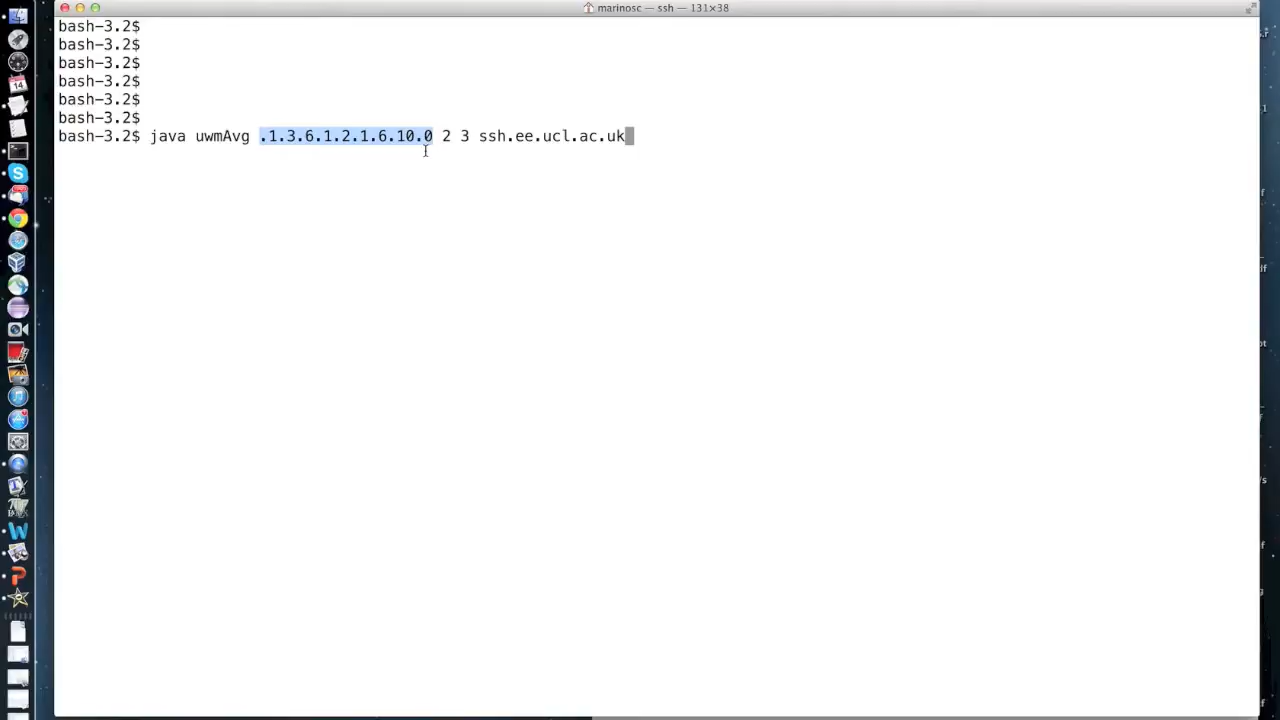 marinosc — ssh — 131×38
bash-3.2$
bash-3.2$
bash-3.2$
bash-3.2$
bash-3.2$
bash-3.2$
bash-3.2$ java uwmAvg .1.3.6.1.2.1.6.10.0 2 3 ssh.ee.ucl.ac.uk
14